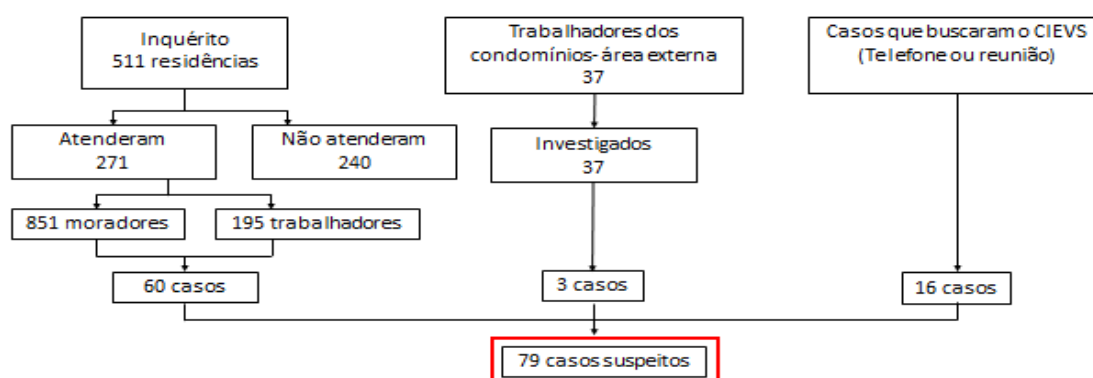 Inquérito
511 residências
Trabalhadores dos
condomínios- área externa
37
Casos que buscaram o CIEVS
(Telefone ou reunião)
Atenderam
271
Não atenderam
240
Investigados
37
851 moradores
195 trabalhadores
60 casos
3 casos
16 casos
79 casos suspeitos